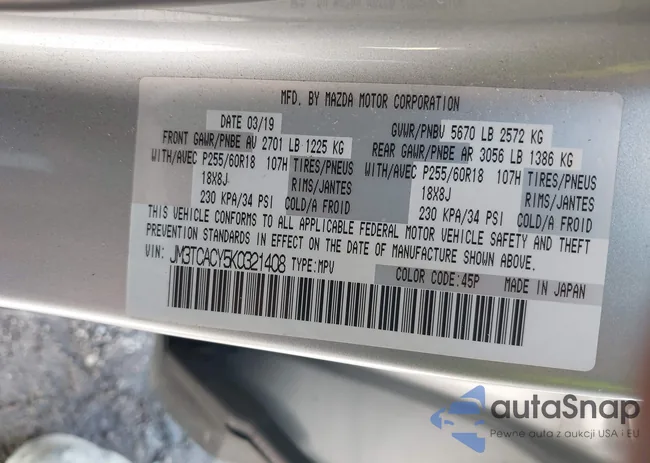 MFD. BY MAZDA MOTOR CORPORATION
DATE 03/19 GVWR/PNBV 5670 LB 2572 KG
FRONT GAWR/PNBE AV 2701 LB 1225 KG REAR GAWR/PNBE AR 3056 LB 1386 KG
WITH/AVEC P255/60R18 107H TIRES/PNEUS WITH/AVEC P255/60R18 107H TIRES/PNEUS
18X8J RIMS/JANTES 18X8J RIMS/JANTES
230 KPA/34 PSI COLD/A FROID 230 KPA/34 PSI COLD/A FROID
THIS VEHICLE CONFORMS TO ALL APPLICABLE FEDERAL MOTOR VEHICLE SAFETY AND THEFT
PREVENTION STANDARDS IN EFFECT ON THE DATE OF MANUFACTURE SHOWN ABOVE.
VIN: JM3TCACY5K0321408 TYPE:MPV COLOR CODE:45P MADE IN JAPAN
autaSnap
Pewne auta z aukcji USA i EU